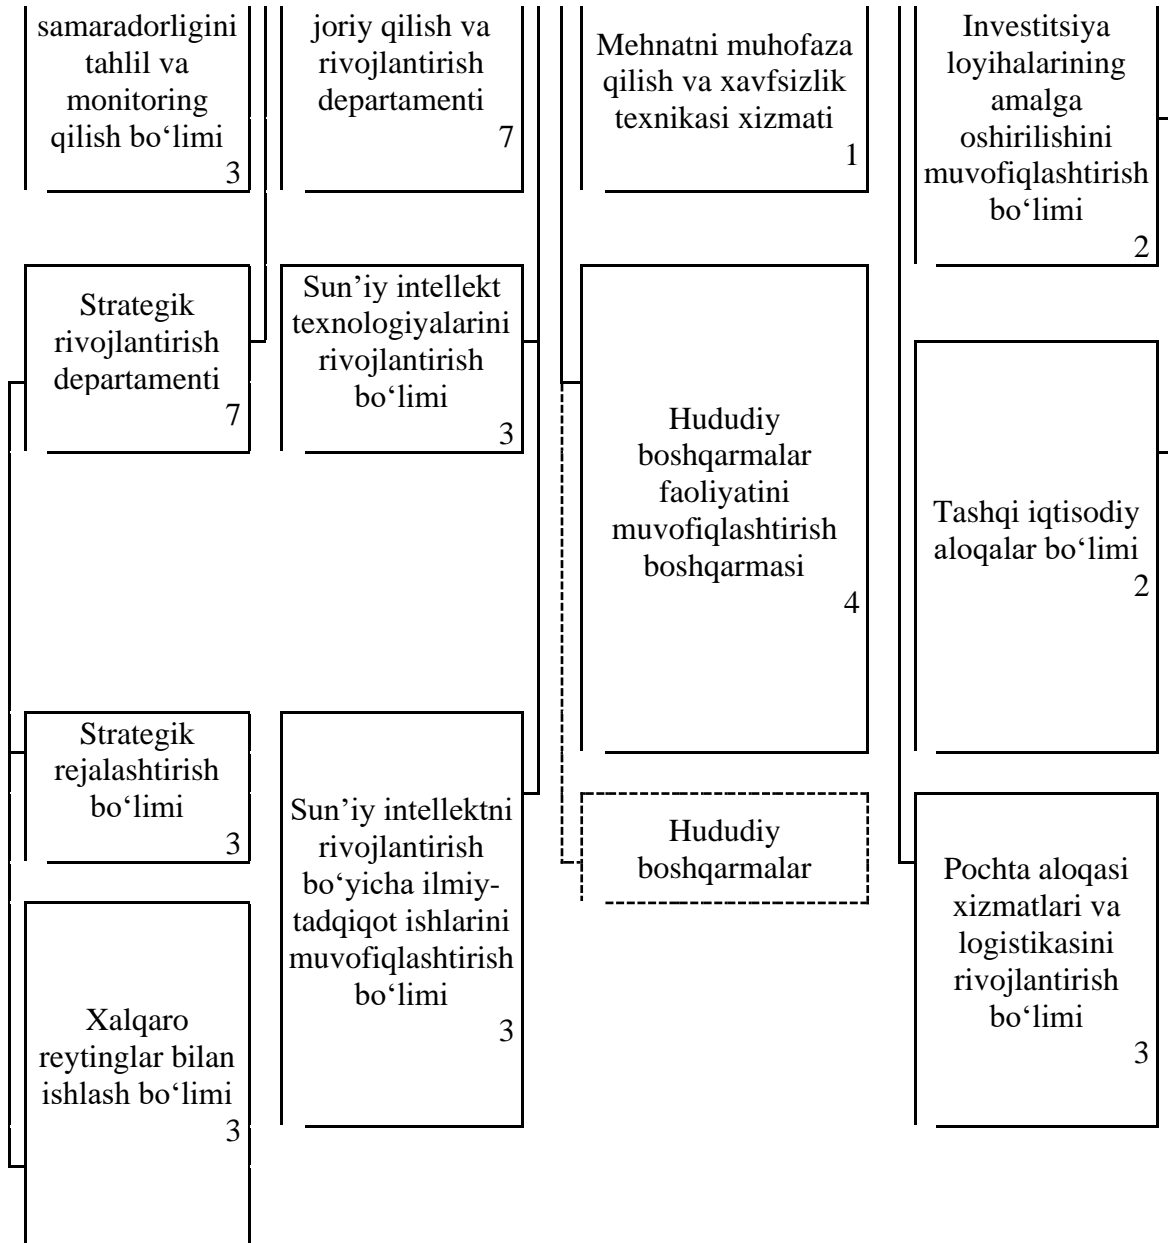 samaradorligini
tahlil va
monitoring
qilish bo‘limi
3
joriy qilish va
rivojlantirish
departamenti
7
Mehnatni muhofaza
qilish va xavfsizlik
texnikasi xizmati
1
Investitsiya
loyihalarining
amalga
oshirilishini
muvofiqlashtirish
bo‘limi
2
Strategik
rivojlantirish
departamenti
7
Sun’iy intellekt
texnologiyalarini
rivojlantirish
bo‘limi
3
Hududiy
boshqarmalar
faoliyatini
muvofiqlashtirish
boshqarmasi
4
Tashqi iqtisodiy
aloqalar bo‘limi
2
Strategik
rejalashtirish
bo‘limi
3
Sun’iy intellektni
rivojlantirish
bo‘yicha ilmiy-
tadqiqot ishlarini
muvofiqlashtirish
bo‘limi
3
Hududiy
boshqarmalar
Pochta aloqasi
xizmatlari va
logistikasini
rivojlantirish
bo‘limi
3
Xalqaro
reytinglar bilan
ishlash bo‘limi
3